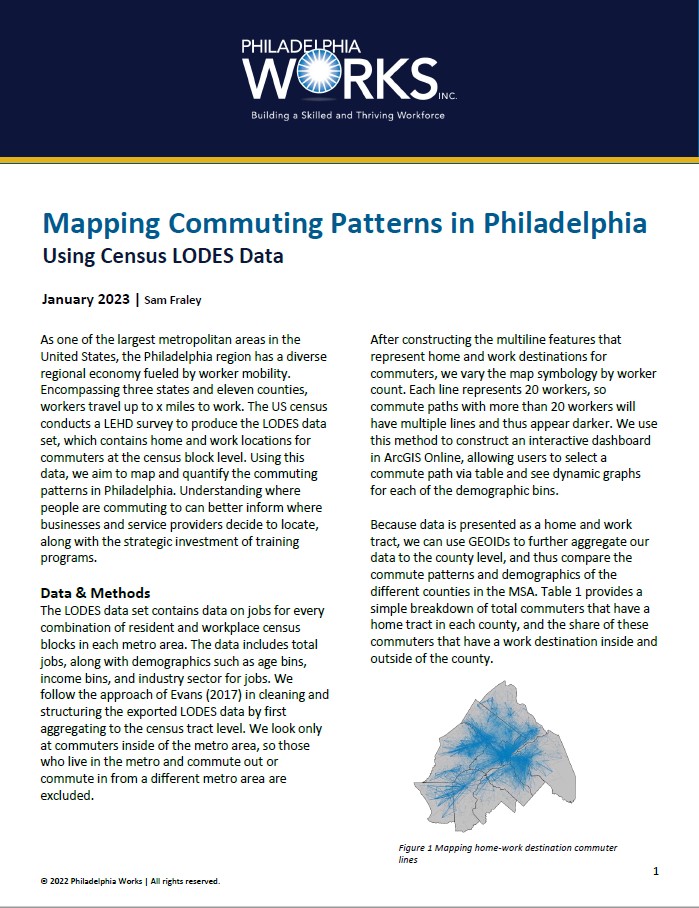 PHILADELPHIA
WORKS INC.
Building a Skilled and Thriving Workforce
Mapping Commuting Patterns in Philadelphia
Using Census LODES Data
January 2023 | Sam Fraley
As one of the largest metropolitan areas in the
United States, the Philadelphia region has a diverse
regional economy fueled by worker mobility.
Encompassing three states and eleven counties,
workers travel up to x miles to work. The US census
conducts a LEHD survey to produce the LODES data
set, which contains home and work locations for
commuters at the census block level. Using this
data, we aim to map and quantify the commuting
patterns in Philadelphia. Understanding where
people are commuting to can better inform where
businesses and service providers decide to locate,
along with the strategic investment of training
programs.
Data & Methods
The LODES data set contains data on jobs for every
combination of resident and workplace census
blocks in each metro area. The data includes total
jobs, along with demographics such as age bins,
income bins, and industry sector for jobs. We
follow the approach of Evans (2017) in cleaning and
structuring the exported LODES data by first
aggregating to the census tract level. We look only
at commuters inside of the metro area, so those
who live in the metro and commute out or
commute in from a different metro area are
excluded.
After constructing the multiline features that
represent home and work destinations for
commuters, we vary the map symbology by worker
count. Each line represents 20 workers, so
commute paths with more than 20 workers will
have multiple lines and thus appear darker. We use
this method to construct an interactive dashboard
in ArcGIS Online, allowing users to select a
commute path via table and see dynamic graphs
for each of the demographic bins.
Because data is presented as a home and work
tract, we can use GEOIDs to further aggregate our
data to the county level, and thus compare the
commute patterns and demographics of the
different counties in the MSA. Table 1 provides a
simple breakdown of total commuters that have a
home tract in each county, and the share of these
commuters that have a work destination inside and
outside of the county.
Figure 1 Mapping home-work destination commuter
lines
1
© 2022 Philadelphia Works | All rights reserved.